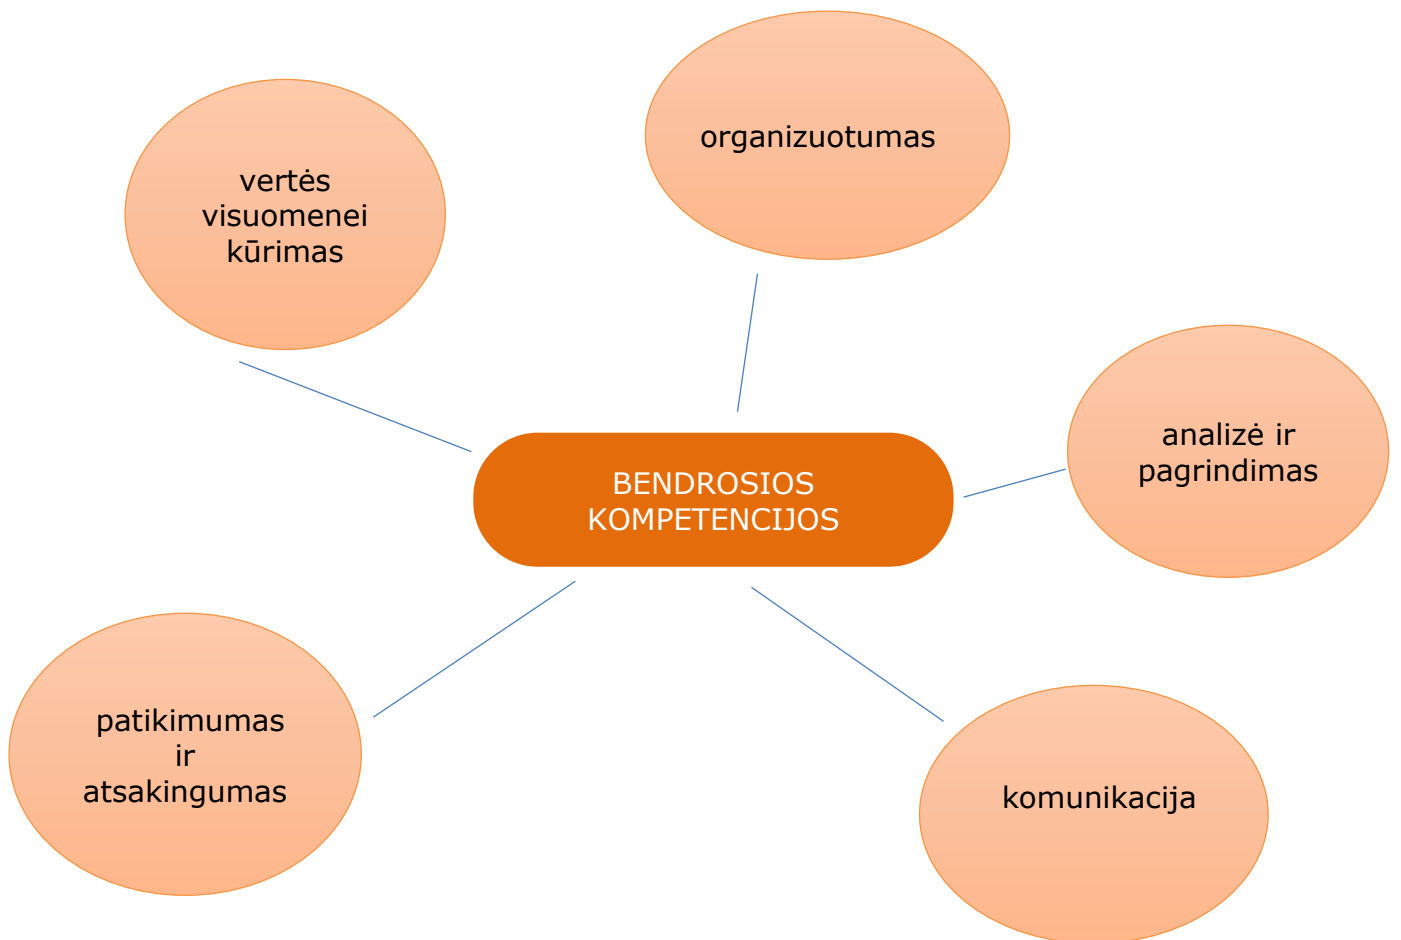 organizuotumas
vertės
visuomenei
kūrimas
analizė ir
pagrindimas
BENDROSIOS
KOMPETENCIJOS
patikimumas
ir
atsakingumas
komunikacija